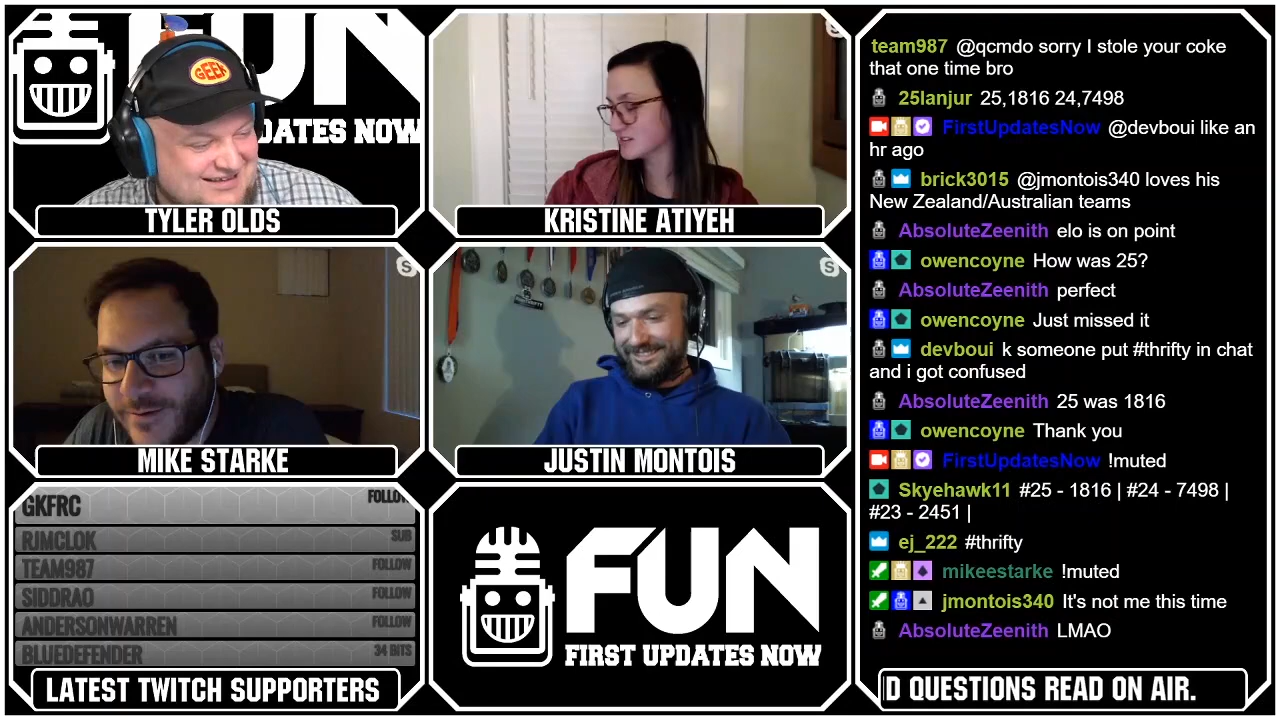 FUN
DATES NOW
GEEK
TYLER OLDS
KRISTINE ATIYEH
MIKE STARKE
JUSTIN MONTOIS
GKFRC FOLLOW
RJMCLOK SUB
TEAM987 FOLLOW
SIDDRAO FOLLOW
ANDERSONWARREN FOLLOW
BLUEDEFENDER 34 BITS
LATEST TWITCH SUPPORTERS
FUN
FIRST UPDATES NOW
team987 @qcmdo sorry I stole your coke
that one time bro
25lanjur 25,1816 24,7498
FirstUpdatesNow @devboui like an
hr ago
brick3015 @jmontois340 loves his
New Zealand/Australian teams
AbsoluteZeenith elo is on point
owencoyne How was 25?
AbsoluteZeenith perfect
owencoyne Just missed it
devboui k someone put #thrifty in chat
and i got confused
AbsoluteZeenith 25 was 1816
owencoyne Thank you
FirstUpdatesNow !muted
Skyehawk11 #25 - 1816 | #24 - 7498 |
#23 - 2451 |
ej_222 #thrifty
mikeestarke !muted
jmontois340 It's not me this time
AbsoluteZeenith LMAO
D QUESTIONS READ ON AIR.